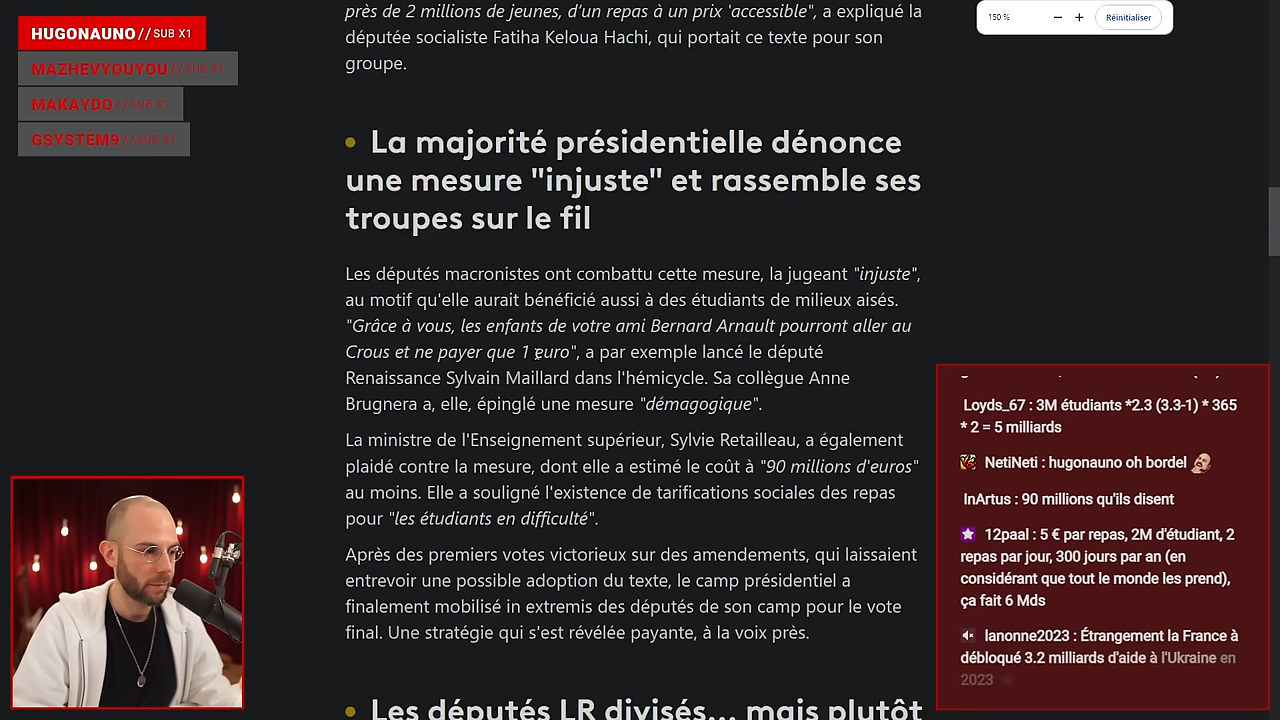 HUGONAUNO // SUB X1
MAZHEVYOUYOU // SUB X1
MAKAYDO // SUB X1
GSYSTEM9 // SUB X1
150 %
Réinitialiser
près de 2 millions de jeunes, d'un repas à un prix 'accessible", a expliqué la
députée socialiste Fatiha Keloua Hachi, qui portait ce texte pour son
groupe.
La majorité présidentielle dénonce
une mesure "injuste" et rassemble ses
troupes sur le fil
Les députés macronistes ont combattu cette mesure, la jugeant "injuste",
au motif qu'elle aurait bénéficié aussi à des étudiants de milieux aisés.
"Grâce à vous, les enfants de votre ami Bernard Arnault pourront aller au
Crous et ne payer que 1 euro", a par exemple lancé le député
Renaissance Sylvain Maillard dans l'hémicycle. Sa collègue Anne
Brugnera a, elle, épinglé une mesure "démagogique".
La ministre de l'Enseignement supérieur, Sylvie Retailleau, a également
plaidé contre la mesure, dont elle a estimé le coût à "90 millions d'euros"
au moins. Elle a souligné l'existence de tarifications sociales des repas
pour "les étudiants en difficulté".
Après des premiers votes victorieux sur des amendements, qui laissaient
entrevoir une possible adoption du texte, le camp présidentiel a
finalement mobilisé in extremis des députés de son camp pour le vote
final. Une stratégie qui s'est révélée payante, à la voix près.
Les députés LR divisés... mais plutôt
Loyds_67 : 3M étudiants *2.3 (3.3-1) * 365
* 2 = 5 milliards
NetiNeti : hugonauno oh bordel
InArtus : 90 millions qu'ils disent
12paal : 5 € par repas, 2M d'étudiant, 2
repas par jour, 300 jours par an (en
considérant que tout le monde les prend),
ça fait 6 Mds
lanonne2023 : Étrangement la France à
débloqué 3.2 milliards d'aide à l'Ukraine en
2023